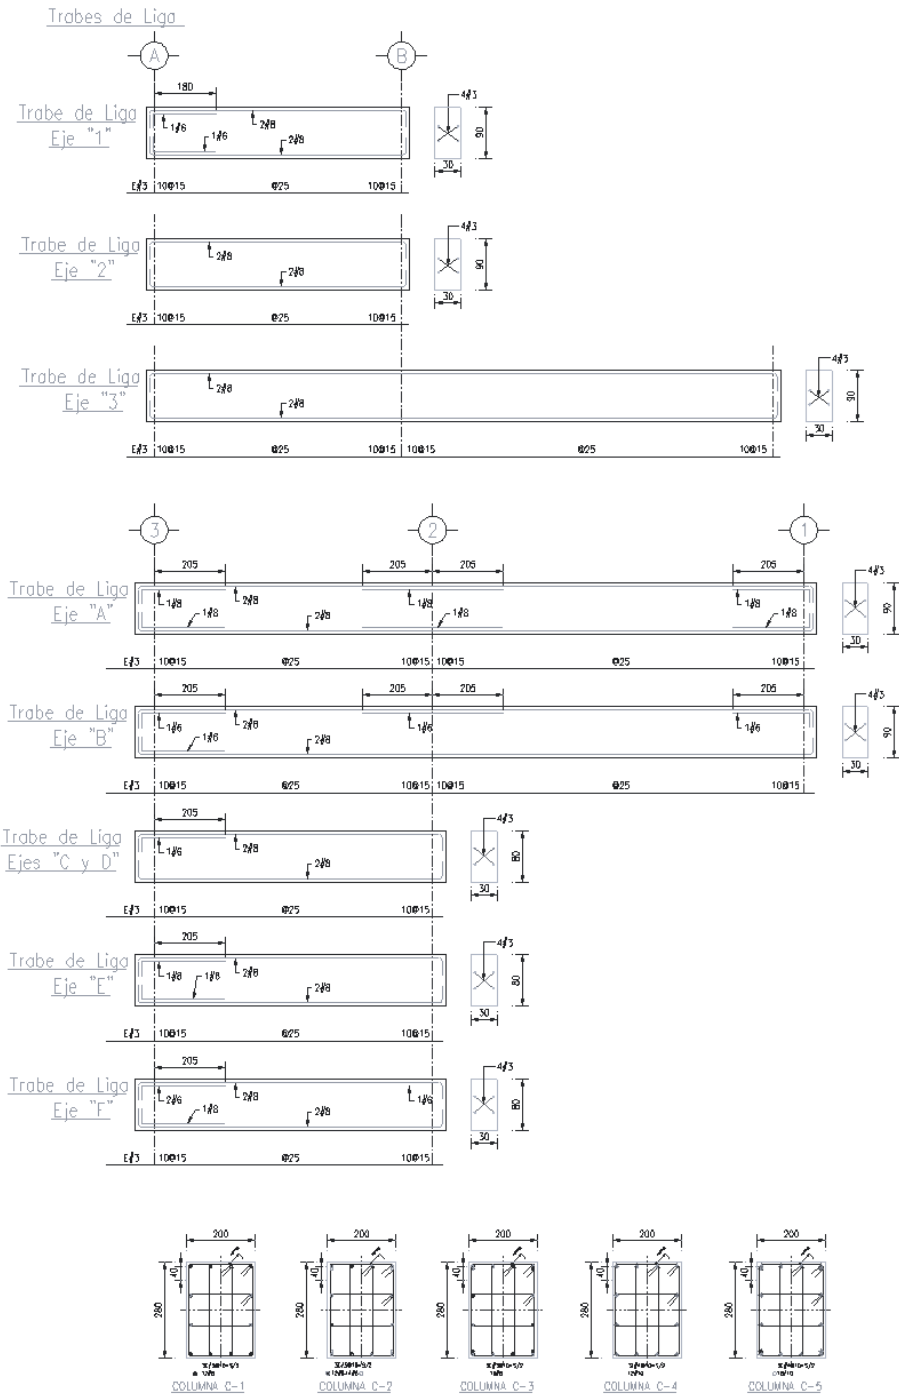 Trabes de Liga
A B
180
Trabe de Liga
Eje "1"
1#6 1#6 2#8 2#8
4#3
90
30
E#3 10@15 @25 10@15
Trabe de Liga
Eje "2"
2#8 2#8
4#3
90
30
E#3 10@15 @25 10@15
Trabe de Liga
Eje "3"
2#8 2#8
4#3
90
30
E#3 10@15 @25 10@15 10@15 @25 10@15
3 2 1
205 205 205 205
Trabe de Liga
Eje "A"
1#8 2#8 1#8 1#8
1#8 2#8 1#8 1#8
4#3
90
30
E#3 10@15 @25 10@15 10@15 @25 10@15
205 205 205 205
Trabe de Liga
Eje "B"
1#6 2#8 1#6 1#6
1#6 2#8
4#3
90
30
E#3 10@15 @25 10@15 10@15 @25 10@15
205
Trabe de Liga
Ejes "C y D"
1#6 2#8 2#8
4#3
80
30
E#3 10@15 @25 10@15
205
Trabe de Liga
Eje "E"
1#8 1#8 2#8 2#8
4#3
80
30
E#3 10@15 @25 10@15
205
Trabe de Liga
Eje "F"
2#6 1#8 2#8 2#8 1#6
4#3
80
30
E#3 10@15 @25 10@15
200 200 200 200 200
40 40 40 40 40
280 280 280 280 280
COLUMNA C-1 COLUMNA C-2 COLUMNA C-3 COLUMNA C-4 COLUMNA C-5